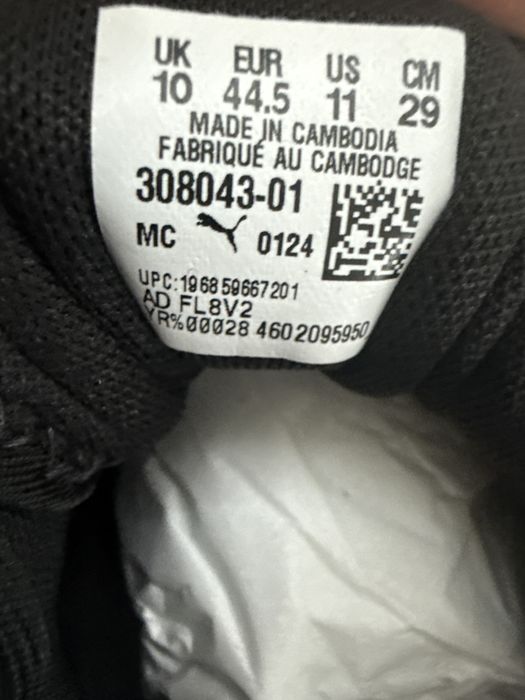 UK EUR US CM
10 44.5 11 29
MADE IN CAMBODIA
FABRIQUÉ AU CAMBODGE
308043-01
MC 0124
UPC:196859667201
AD FL8V2
YR%00028 4602095950